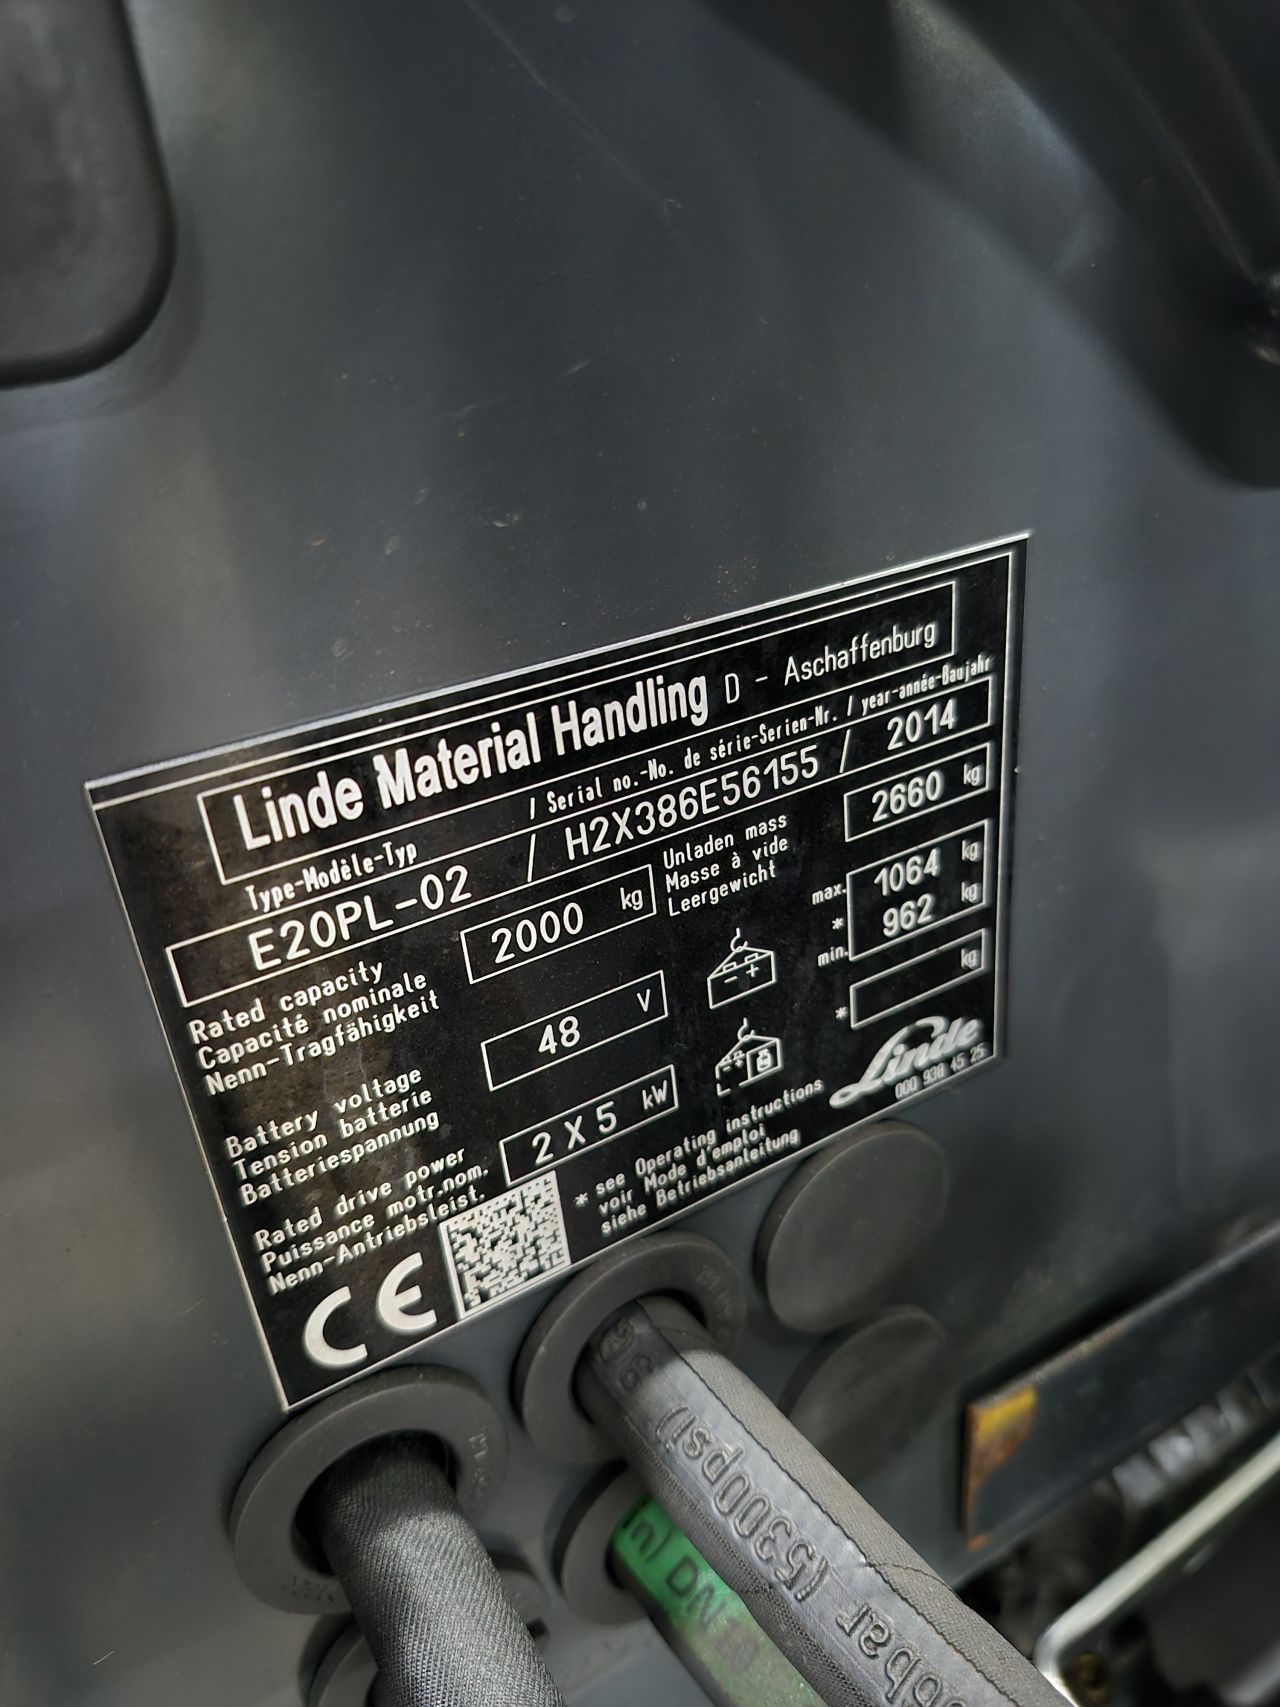 Linde Material Handling D - Aschaffenburg
Type-Modèle-Typ / Serial no.-No. de série-Serien-Nr. / year-année-Baujahr
E20PL-02 / H2X386E56155 / 2014
Rated capacity
Capacité nominale
Nenn-Tragfähigkeit
2000 kg
Unladen mass
Masse à vide
Leergewicht
2660 kg
Battery voltage
Tension batterie
Batteriespannung
48 V
max. 1064 kg
*
min. 962 kg
* kg
Rated drive power
Puissance motr.nom.
Nenn-Antriebsleist.
2 X 5 kW
* see Operating instructions
voir Mode d'emploi
siehe Betriebsanleitung
Linde
000 938 45 25
CE
bar (5300psi)
DN